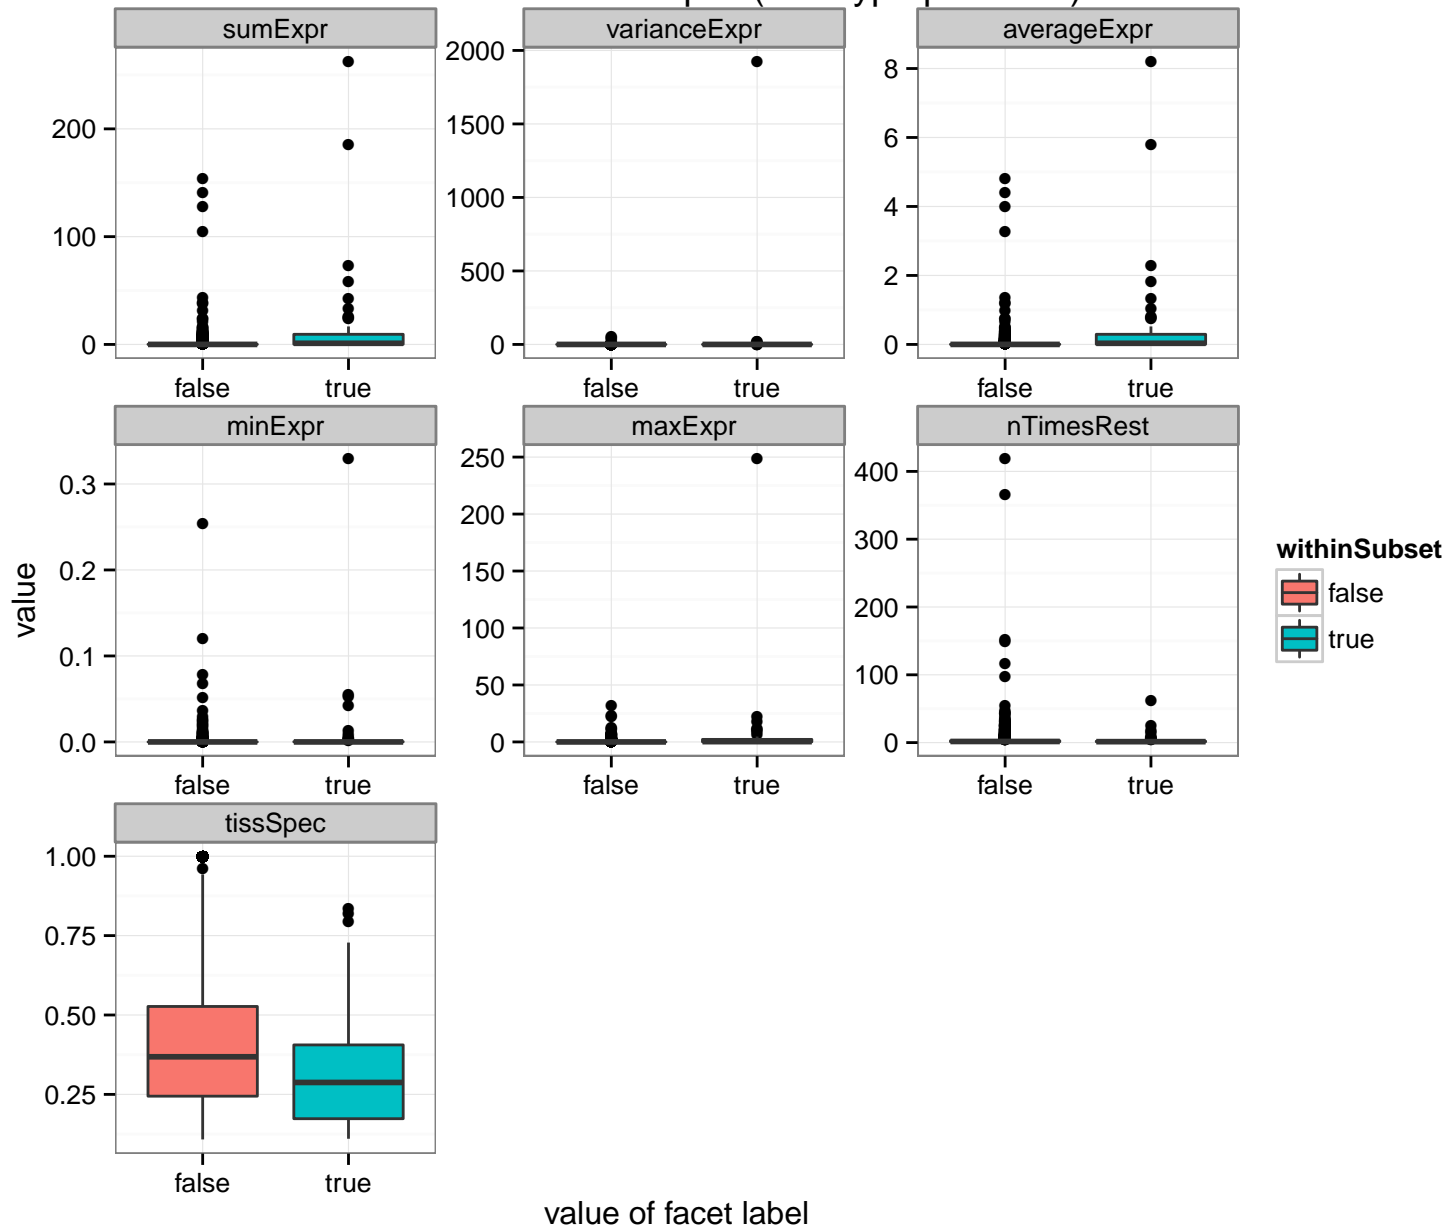 sumExpr varianceExpr averageExpr
200
100
0
2000
1500
1000
500
0
8
6
4
2
0
false true false true false true
minExpr maxExpr nTimesRest
0.3
0.2
0.1
0.0
250
200
150
100
50
0
400
300
200
100
0
false true false true false true
tissSpec
1.00
0.75
0.50
0.25
false true
value
value of facet label
withinSubset
false
true